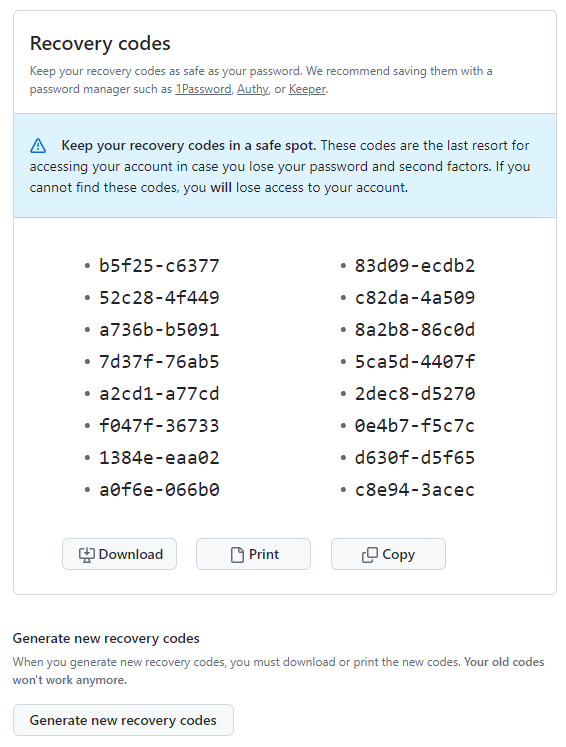 Recovery codes
Keep your recovery codes as safe as your password. We recommend saving them with a
password manager such as 1Password, Authy, or Keeper.
Keep your recovery codes in a safe spot. These codes are the last resort for
accessing your account in case you lose your password and second factors. If you
cannot find these codes, you will lose access to your account.
• b5f25-c6377
• 52c28-4f449
• a736b-b5091
• 7d37f-76ab5
• a2cd1-a77cd
• f047f-36733
• 1384e-eaa02
• a0f6e-066b0
• 83d09-ecdb2
• c82da-4a509
• 8a2b8-86c0d
• 5ca5d-4407f
• 2dec8-d5270
• 0e4b7-f5c7c
• d630f-d5f65
• c8e94-3acec
Download
Print
Copy
Generate new recovery codes
When you generate new recovery codes, you must download or print the new codes. Your old codes
won't work anymore.
Generate new recovery codes